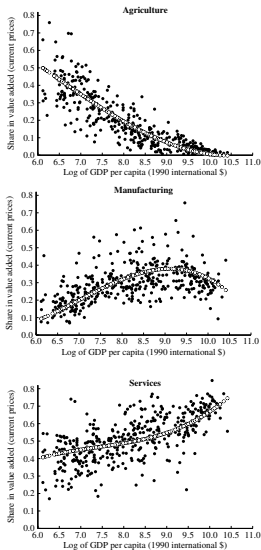 Agriculture
Share in value added (current prices)
0.8
0.7
0.6
0.5
0.4
0.3
0.2
0.1
0.0
6.0 6.5 7.0 7.5 8.0 8.5 9.0 9.5 10.0 10.5 11.0
Log of GDP per capita (1990 international $)
Manufacturing
Share in value added (current prices)
0.8
0.7
0.6
0.5
0.4
0.3
0.2
0.1
0.0
6.0 6.5 7.0 7.5 8.0 8.5 9.0 9.5 10.0 10.5 11.0
Log of GDP per capita (1990 international $)
Services
Share in value added (current prices)
0.8
0.7
0.6
0.5
0.4
0.3
0.2
0.1
0.0
6.0 6.5 7.0 7.5 8.0 8.5 9.0 9.5 10.0 10.5 11.0
Log of GDP per capita (1990 international $)